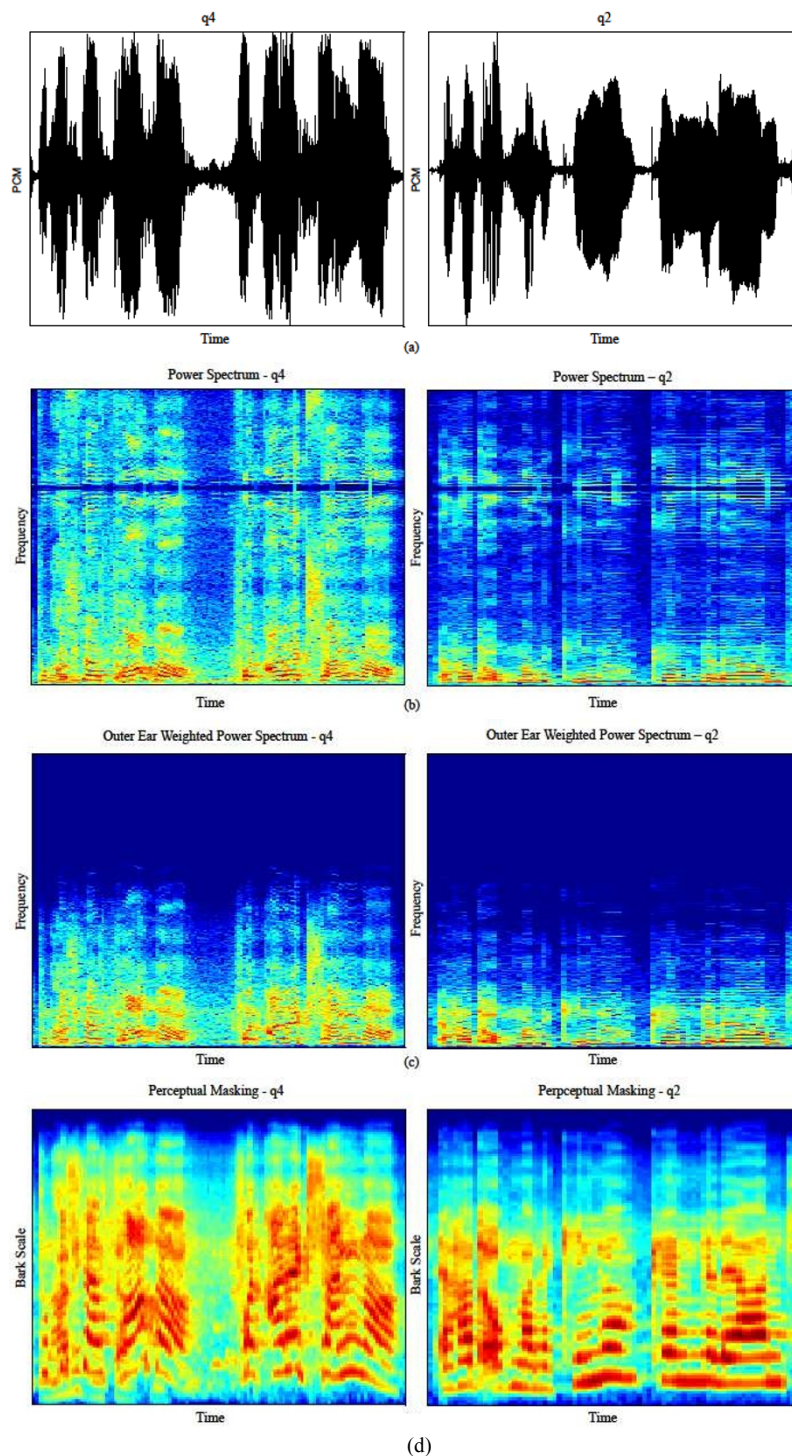 q4
q2
PCM
PCM
Time
Time
(a)
Power Spectrum - q4
Power Spectrum – q2
Frequency
Frequency
Time
Time
(b)
Outer Ear Weighted Power Spectrum - q4
Outer Ear Weighted Power Spectrum – q2
Frequency
Frequency
Time
Time
(c)
Perceptual Masking - q4
Perpceptual Masking - q2
Bark Scale
Bark Scale
Time
Time
(d)